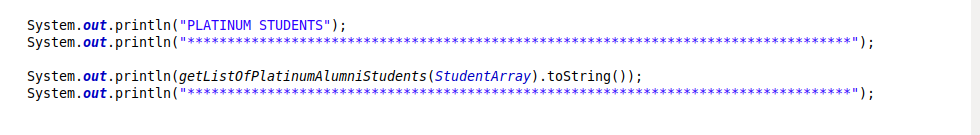 System.out.println("PLATINUM STUDENTS");
System.out.println("***********************************************************************************");

System.out.println(getListOfPlatinumAlumniStudents(StudentArray).toString());
System.out.println("***********************************************************************************");